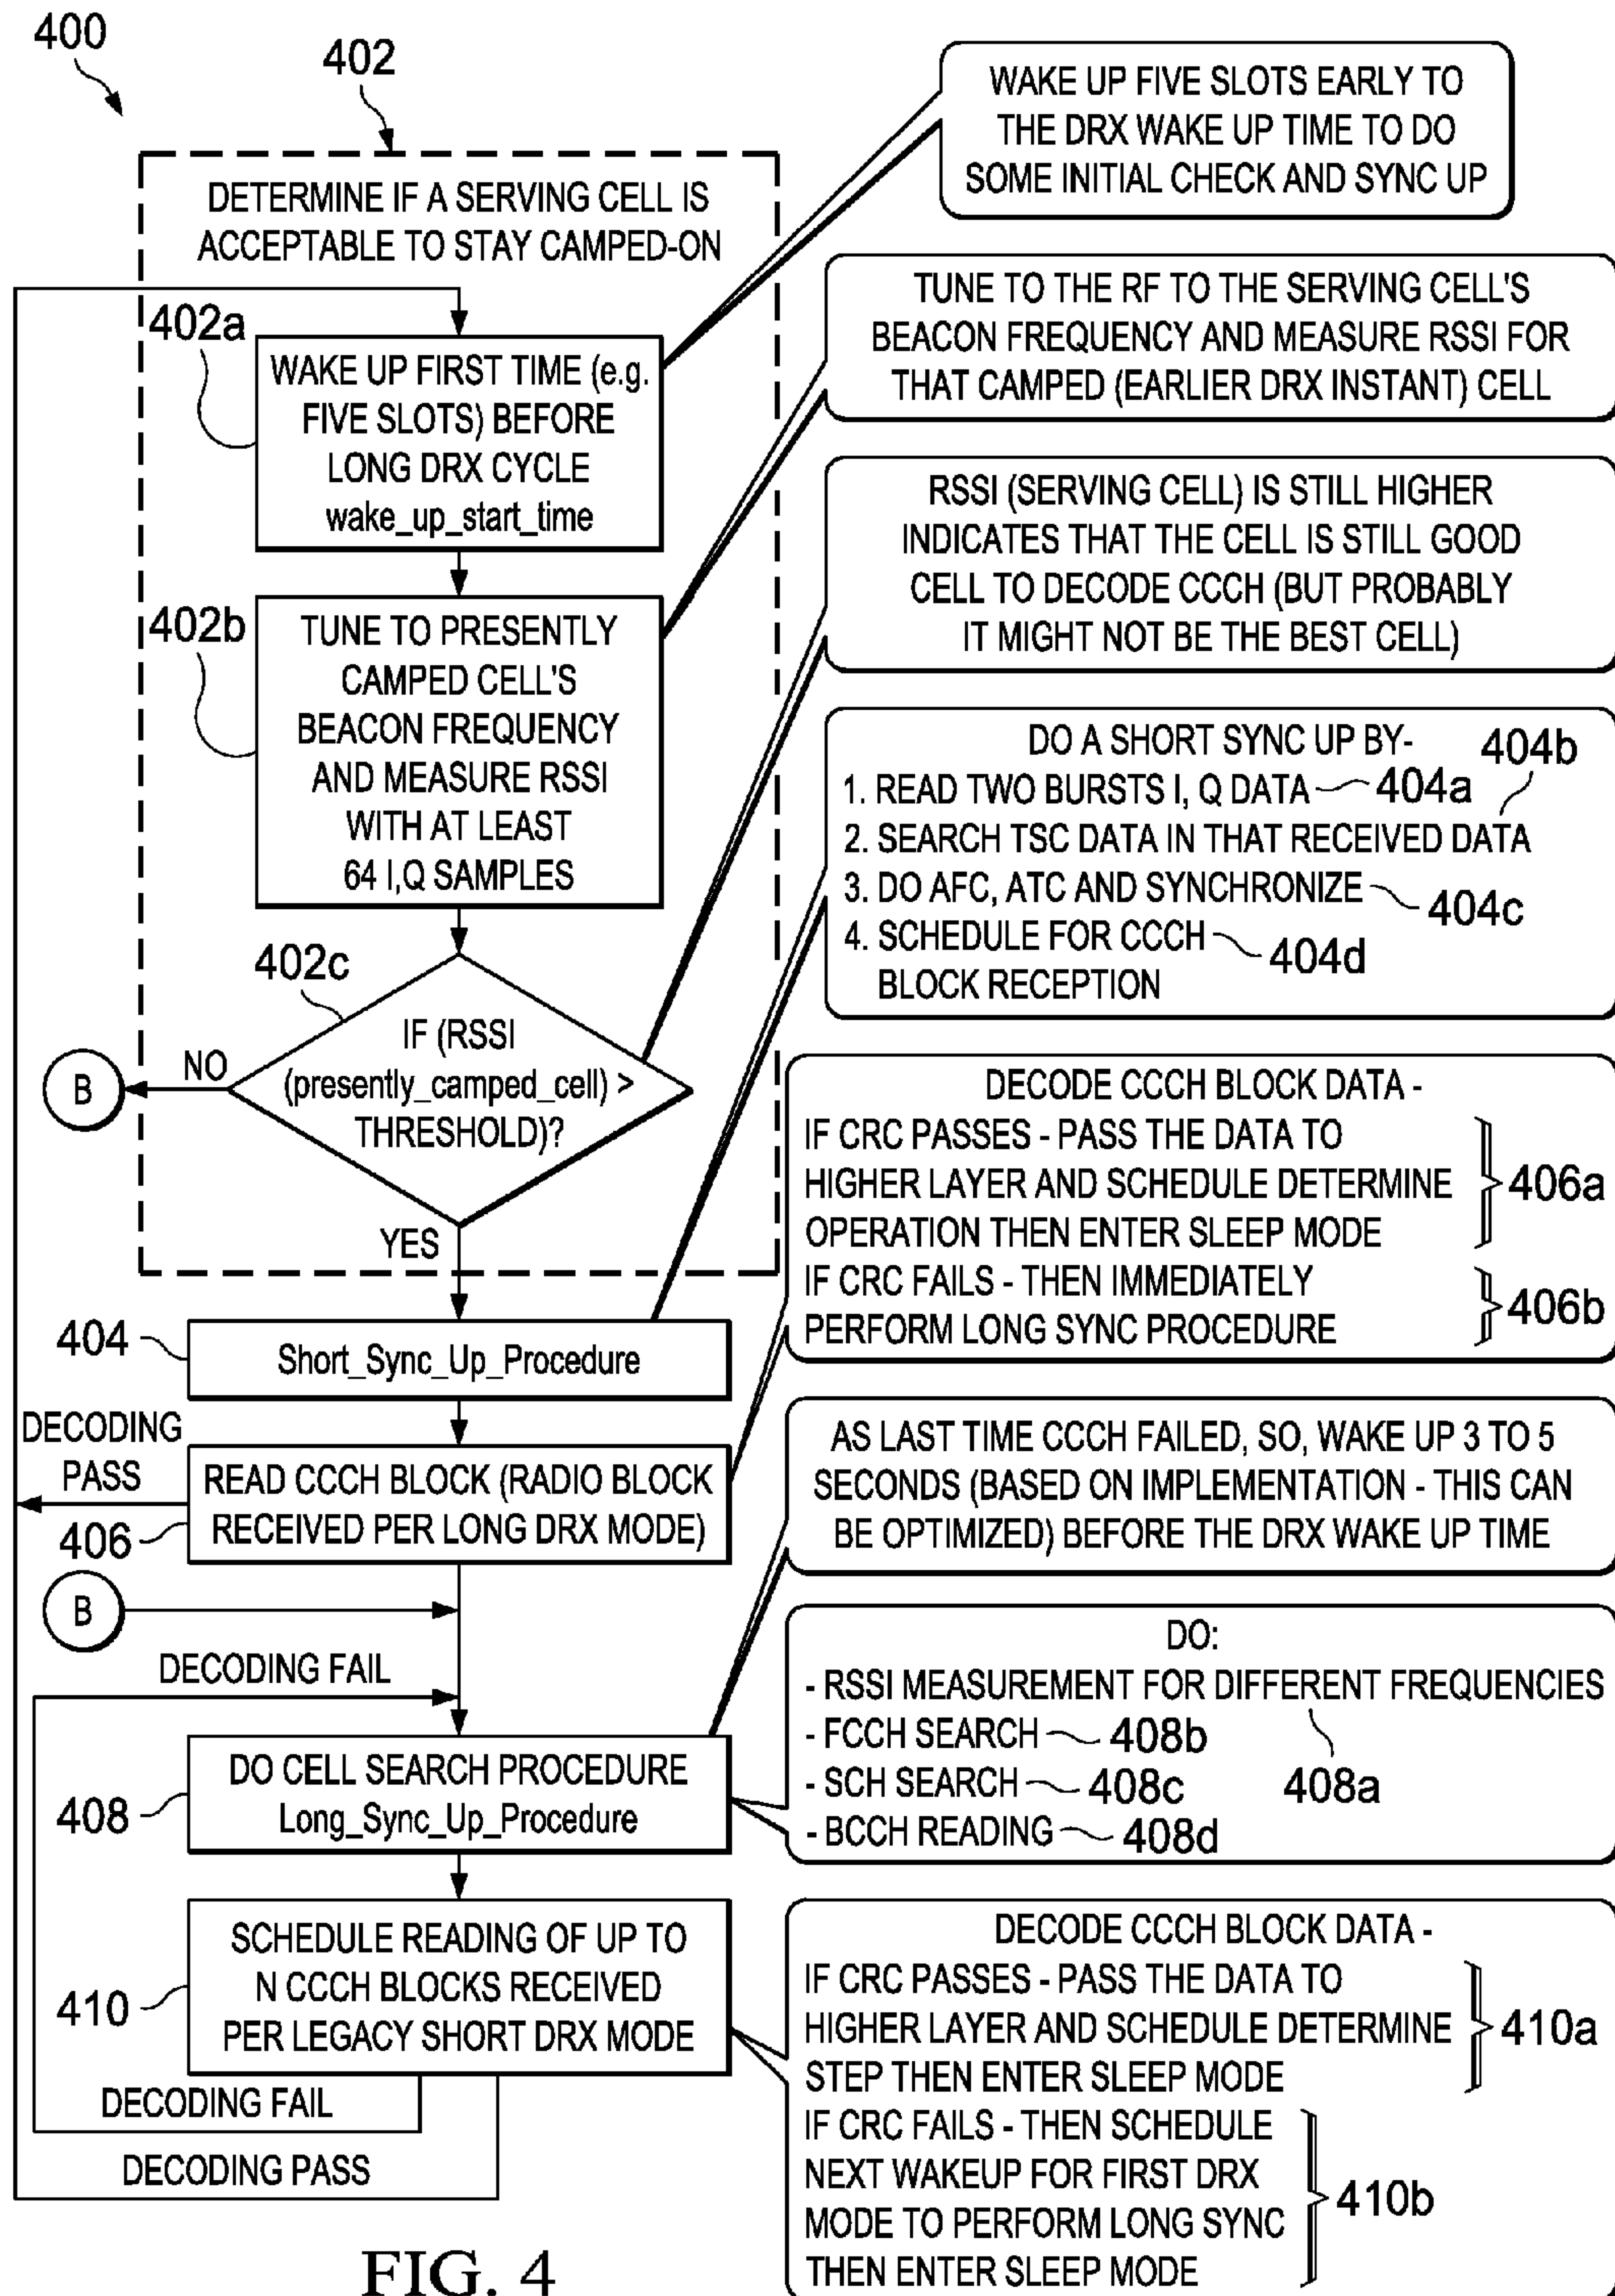 400
402
DETERMINE IF A SERVING CELL IS
ACCEPTABLE TO STAY CAMPED-ON
402a
WAKE UP FIRST TIME (e.g.
FIVE SLOTS) BEFORE
LONG DRX CYCLE
wake_up_start_time
402b
TUNE TO PRESENTLY
CAMPED CELL'S
BEACON FREQUENCY
AND MEASURE RSSI
WITH AT LEAST
64 I,Q SAMPLES
402c
IF (RSSI
(presently_camped_cell) >
THRESHOLD)?
NO
B
YES
404
Short_Sync_Up_Procedure
DECODING
PASS
READ CCCH BLOCK (RADIO BLOCK
RECEIVED PER LONG DRX MODE)
406
B
DECODING FAIL
DO CELL SEARCH PROCEDURE
Long_Sync_Up_Procedure
408
SCHEDULE READING OF UP TO
N CCCH BLOCKS RECEIVED
PER LEGACY SHORT DRX MODE
410
DECODING FAIL
DECODING PASS
WAKE UP FIVE SLOTS EARLY TO
THE DRX WAKE UP TIME TO DO
SOME INITIAL CHECK AND SYNC UP
TUNE TO THE RF TO THE SERVING CELL'S
BEACON FREQUENCY AND MEASURE RSSI FOR
THAT CAMPED (EARLIER DRX INSTANT) CELL
RSSI (SERVING CELL) IS STILL HIGHER
INDICATES THAT THE CELL IS STILL GOOD
CELL TO DECODE CCCH (BUT PROBABLY
IT MIGHT NOT BE THE BEST CELL)
DO A SHORT SYNC UP BY-
404b
1. READ TWO BURSTS I, Q DATA 404a
2. SEARCH TSC DATA IN THAT RECEIVED DATA
3. DO AFC, ATC AND SYNCHRONIZE 404c
4. SCHEDULE FOR CCCH 404d
BLOCK RECEPTION
DECODE CCCH BLOCK DATA -
IF CRC PASSES - PASS THE DATA TO
HIGHER LAYER AND SCHEDULE DETERMINE 406a
OPERATION THEN ENTER SLEEP MODE
IF CRC FAILS - THEN IMMEDIATELY
PERFORM LONG SYNC PROCEDURE 406b
AS LAST TIME CCCH FAILED, SO, WAKE UP 3 TO 5
SECONDS (BASED ON IMPLEMENTATION - THIS CAN
BE OPTIMIZED) BEFORE THE DRX WAKE UP TIME
DO:
- RSSI MEASUREMENT FOR DIFFERENT FREQUENCIES
- FCCH SEARCH 408b
- SCH SEARCH 408c 408a
- BCCH READING 408d
DECODE CCCH BLOCK DATA -
IF CRC PASSES - PASS THE DATA TO
HIGHER LAYER AND SCHEDULE DETERMINE 410a
STEP THEN ENTER SLEEP MODE
IF CRC FAILS - THEN SCHEDULE
NEXT WAKEUP FOR FIRST DRX
MODE TO PERFORM LONG SYNC 410b
THEN ENTER SLEEP MODE
FIG. 4